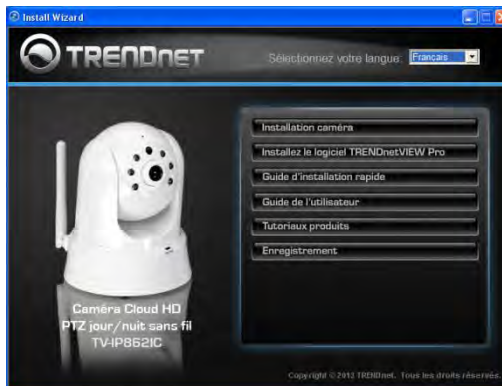 Install Wizard
TRENDNET
Sélectionnez votre langue: Français
Installation caméra
Installez le logiciel TRENDnetVIEW Pro
Guide d'installation rapide
Guide de l'utilisateur
Tutoriaux produits
Enregistrement
Caméra Cloud HD
PTZ jour/nuit sans fil
TV-IP862IC
Copyright © 2013 TRENDnet. Tous les droits réservés.